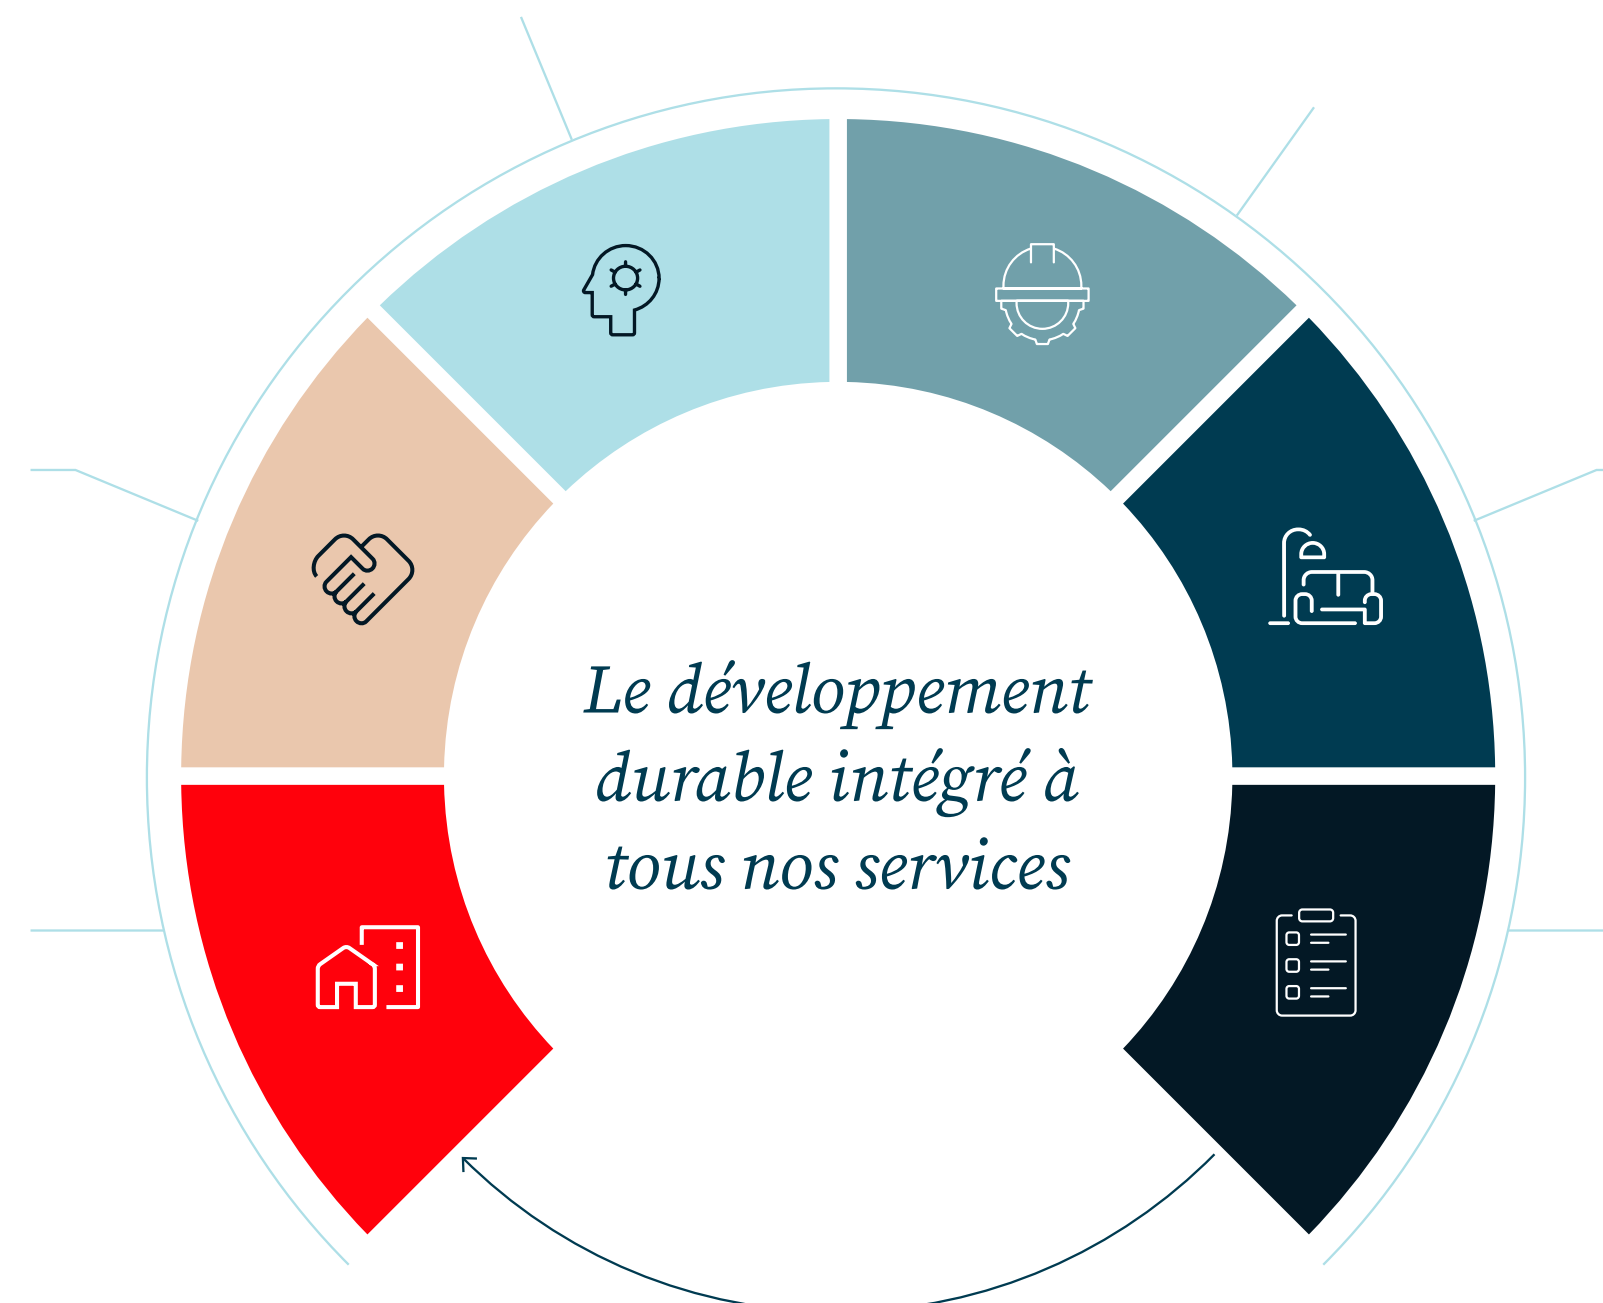 Le développement
durable intégré à
tous nos services